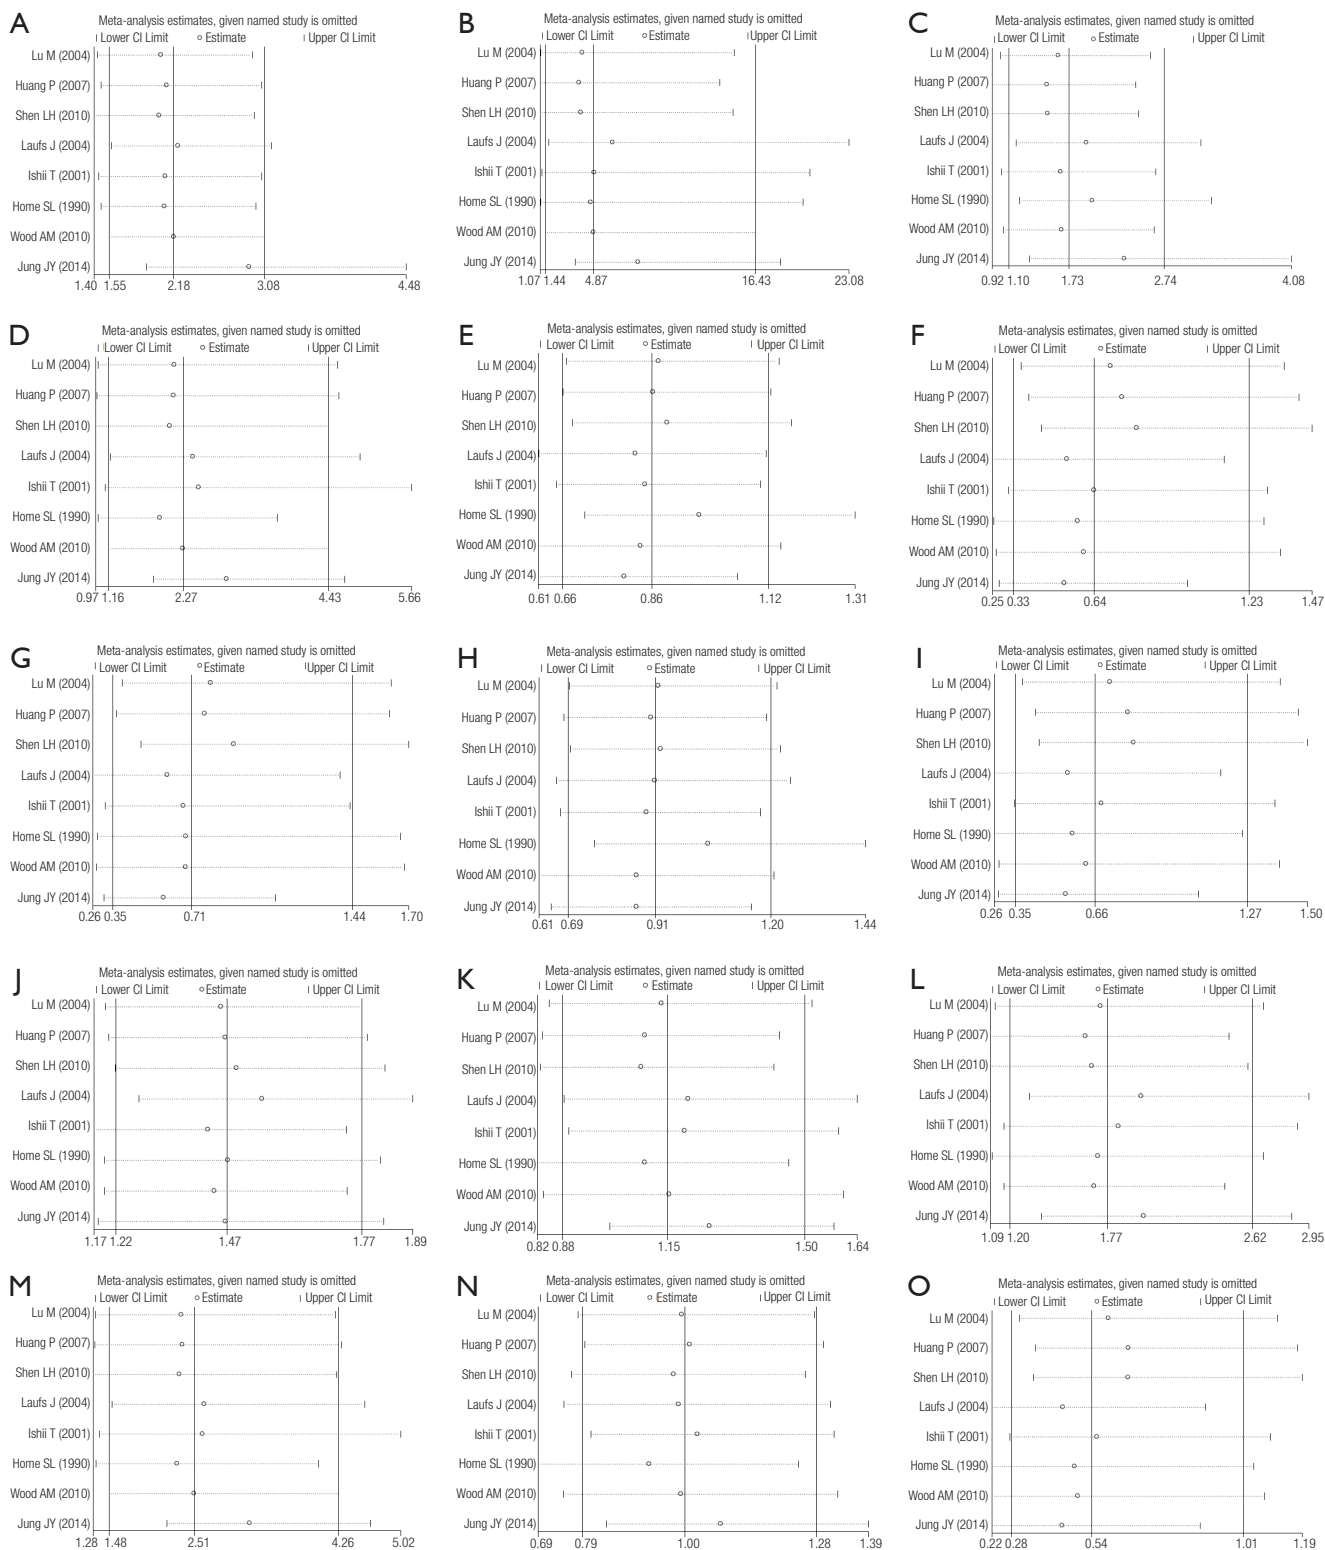 A
Meta-analysis estimates, given named study is omitted
Lower CI Limit Estimate Upper CI Limit
Lu M (2004)
Huang P (2007)
Shen LH (2010)
Laufs J (2004)
Ishii T (2001)
Home SL (1990)
Wood AM (2010)
Jung JY (2014)
1.40 1.55 2.18 3.08 4.48
B
Meta-analysis estimates, given named study is omitted
Lower CI Limit Estimate Upper CI Limit
Lu M (2004)
Huang P (2007)
Shen LH (2010)
Laufs J (2004)
Ishii T (2001)
Home SL (1990)
Wood AM (2010)
Jung JY (2014)
1.07 1.44 4.87 16.43 23.08
C
Meta-analysis estimates, given named study is omitted
Lower CI Limit Estimate Upper CI Limit
Lu M (2004)
Huang P (2007)
Shen LH (2010)
Laufs J (2004)
Ishii T (2001)
Home SL (1990)
Wood AM (2010)
Jung JY (2014)
0.92 1.10 1.73 2.74 4.08
D
Meta-analysis estimates, given named study is omitted
Lower CI Limit Estimate Upper CI Limit
Lu M (2004)
Huang P (2007)
Shen LH (2010)
Laufs J (2004)
Ishii T (2001)
Home SL (1990)
Wood AM (2010)
Jung JY (2014)
0.97 1.16 2.27 4.43 5.66
E
Meta-analysis estimates, given named study is omitted
Lower CI Limit Estimate Upper CI Limit
Lu M (2004)
Huang P (2007)
Shen LH (2010)
Laufs J (2004)
Ishii T (2001)
Home SL (1990)
Wood AM (2010)
Jung JY (2014)
0.61 0.66 0.86 1.12 1.31
F
Meta-analysis estimates, given named study is omitted
Lower CI Limit Estimate Upper CI Limit
Lu M (2004)
Huang P (2007)
Shen LH (2010)
Laufs J (2004)
Ishii T (2001)
Home SL (1990)
Wood AM (2010)
Jung JY (2014)
0.25 0.33 0.64 1.23 1.47
G
Meta-analysis estimates, given named study is omitted
Lower CI Limit Estimate Upper CI Limit
Lu M (2004)
Huang P (2007)
Shen LH (2010)
Laufs J (2004)
Ishii T (2001)
Home SL (1990)
Wood AM (2010)
Jung JY (2014)
0.26 0.35 0.71 1.44 1.70
H
Meta-analysis estimates, given named study is omitted
Lower CI Limit Estimate Upper CI Limit
Lu M (2004)
Huang P (2007)
Shen LH (2010)
Laufs J (2004)
Ishii T (2001)
Home SL (1990)
Wood AM (2010)
Jung JY (2014)
0.61 0.69 0.91 1.20 1.44
I
Meta-analysis estimates, given named study is omitted
Lower CI Limit Estimate Upper CI Limit
Lu M (2004)
Huang P (2007)
Shen LH (2010)
Laufs J (2004)
Ishii T (2001)
Home SL (1990)
Wood AM (2010)
Jung JY (2014)
0.26 0.35 0.66 1.27 1.50
J
Meta-analysis estimates, given named study is omitted
Lower CI Limit Estimate Upper CI Limit
Lu M (2004)
Huang P (2007)
Shen LH (2010)
Laufs J (2004)
Ishii T (2001)
Home SL (1990)
Wood AM (2010)
Jung JY (2014)
1.17 1.22 1.47 1.77 1.89
K
Meta-analysis estimates, given named study is omitted
Lower CI Limit Estimate Upper CI Limit
Lu M (2004)
Huang P (2007)
Shen LH (2010)
Laufs J (2004)
Ishii T (2001)
Home SL (1990)
Wood AM (2010)
Jung JY (2014)
0.82 0.88 1.15 1.50 1.64
L
Meta-analysis estimates, given named study is omitted
Lower CI Limit Estimate Upper CI Limit
Lu M (2004)
Huang P (2007)
Shen LH (2010)
Laufs J (2004)
Ishii T (2001)
Home SL (1990)
Wood AM (2010)
Jung JY (2014)
1.09 1.20 1.77 2.62 2.95
M
Meta-analysis estimates, given named study is omitted
Lower CI Limit Estimate Upper CI Limit
Lu M (2004)
Huang P (2007)
Shen LH (2010)
Laufs J (2004)
Ishii T (2001)
Home SL (1990)
Wood AM (2010)
Jung JY (2014)
1.28 1.48 2.51 4.26 5.02
N
Meta-analysis estimates, given named study is omitted
Lower CI Limit Estimate Upper CI Limit
Lu M (2004)
Huang P (2007)
Shen LH (2010)
Laufs J (2004)
Ishii T (2001)
Home SL (1990)
Wood AM (2010)
Jung JY (2014)
0.69 0.79 1.00 1.28 1.39
O
Meta-analysis estimates, given named study is omitted
Lower CI Limit Estimate Upper CI Limit
Lu M (2004)
Huang P (2007)
Shen LH (2010)
Laufs J (2004)
Ishii T (2001)
Home SL (1990)
Wood AM (2010)
Jung JY (2014)
0.22 0.28 0.54 1.01 1.19